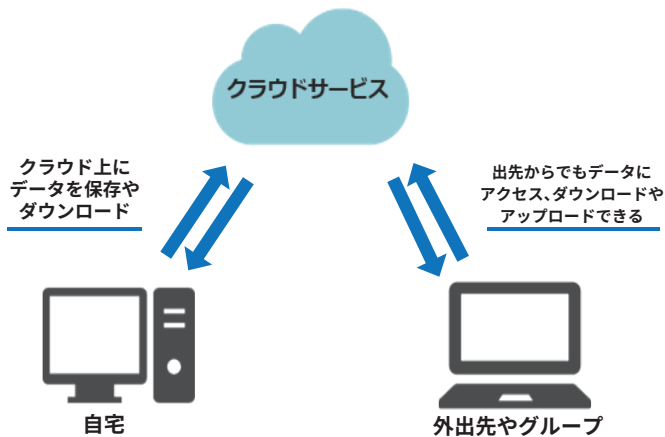 クラウドサービス
クラウド上に
データを保存や
ダウンロード
出先からでもデータに
アクセス、ダウンロードや
アップロードできる
自宅
外出先やグループ